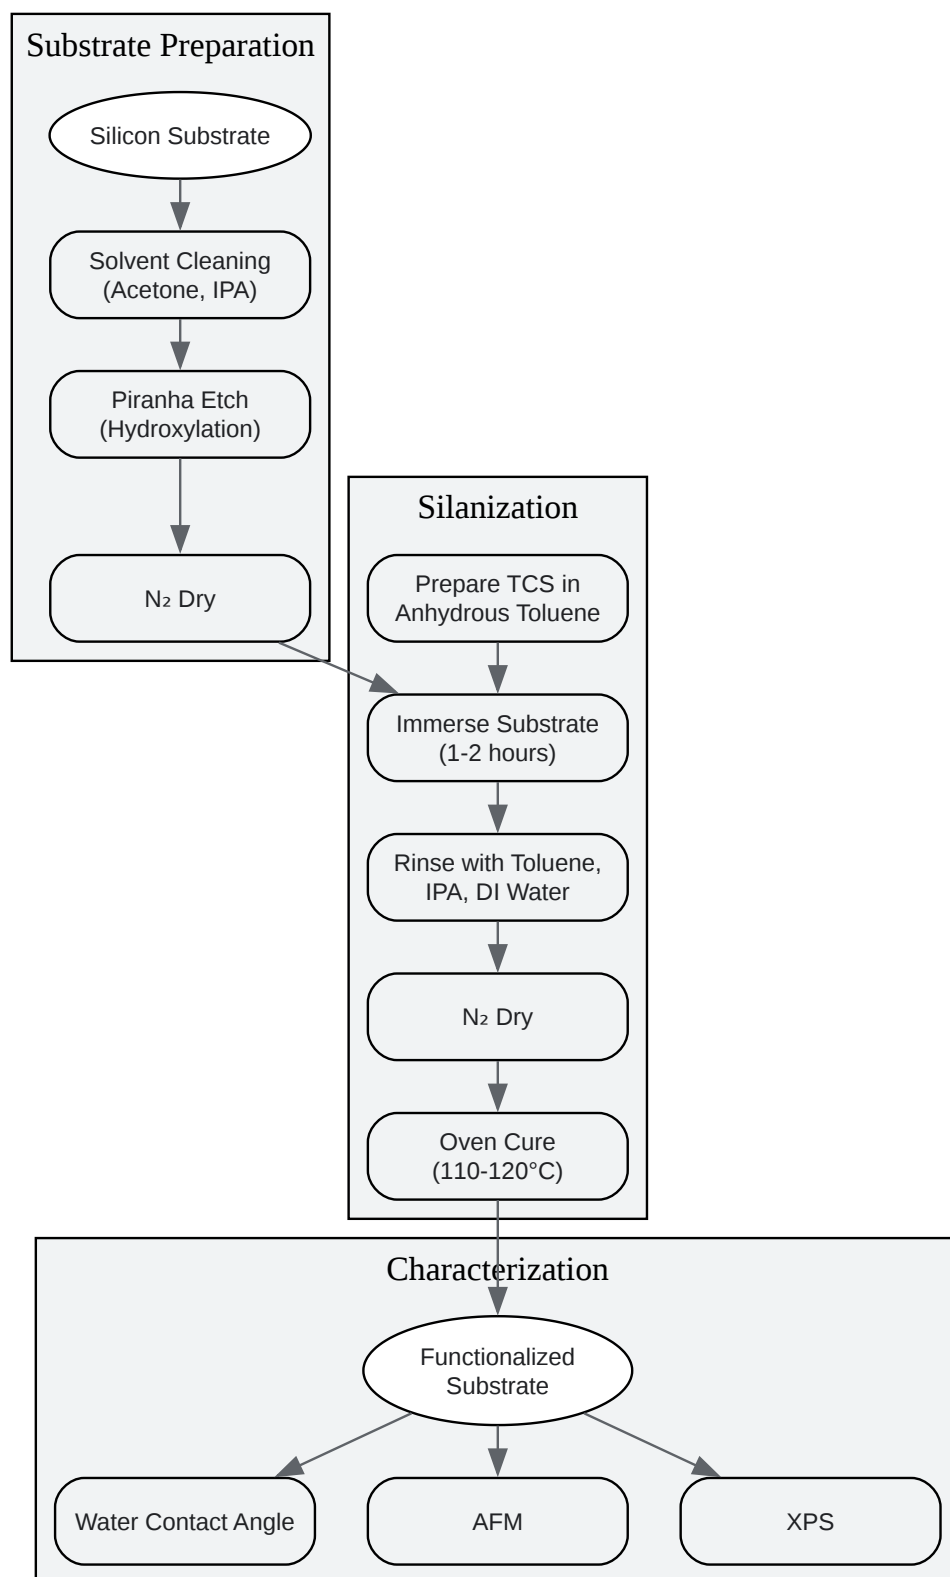 Substrate Preparation
Silicon Substrate
Solvent Cleaning
(Acetone, IPA)
Piranha Etch
(Hydroxylation)
N₂ Dry
Silanization
Prepare TCS in
Anhydrous Toluene
Immerse Substrate
(1-2 hours)
Rinse with Toluene,
IPA, DI Water
N₂ Dry
Oven Cure
(110-120°C)
Characterization
Functionalized
Substrate
Water Contact Angle
AFM
XPS